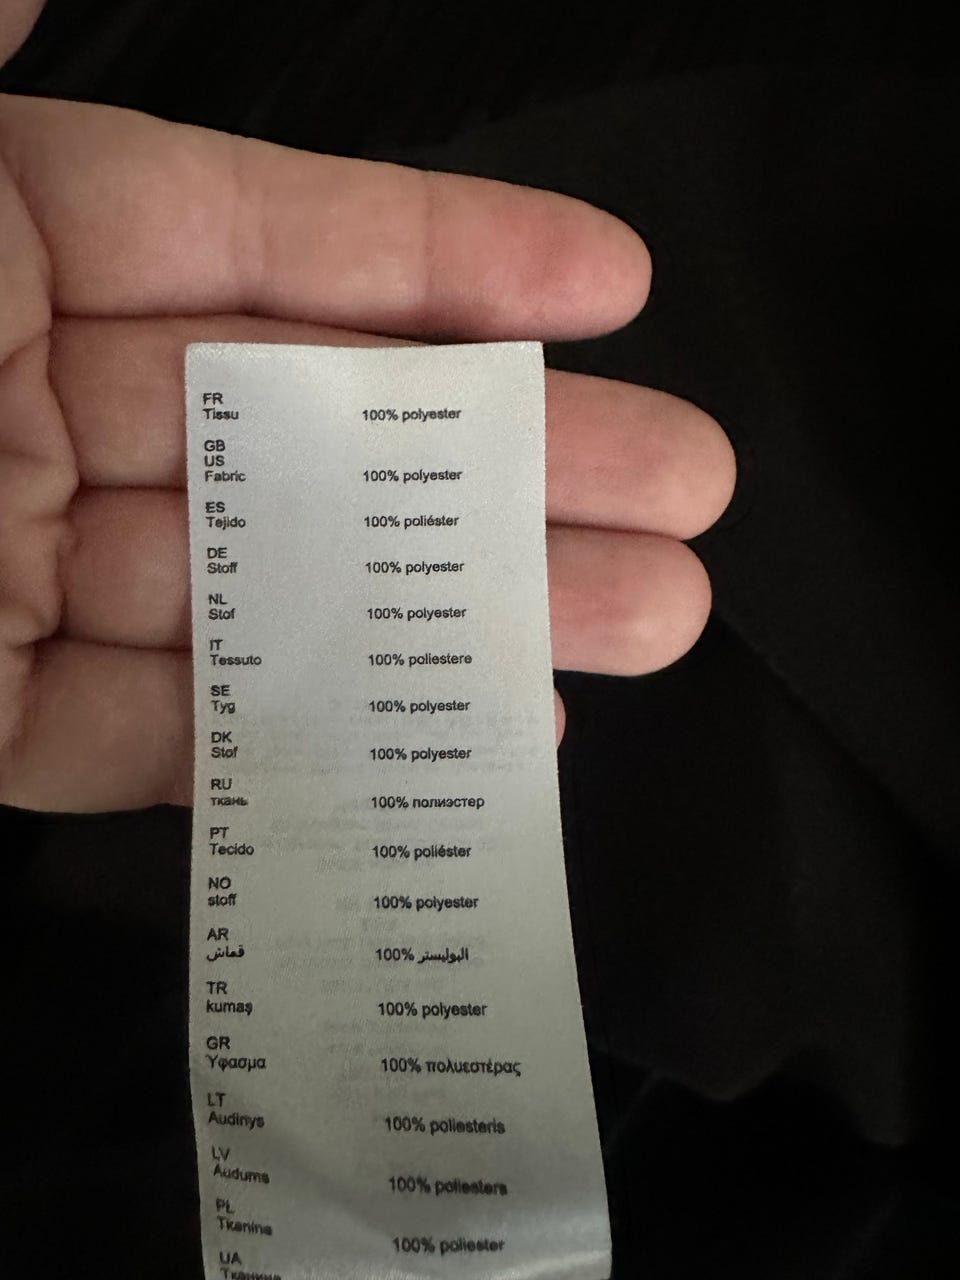 FR
Tissu 100% polyester
GB
US
Fabric 100% polyester
ES
Tejido 100% poliéster
DE
Stoff 100% polyester
NL
Stof 100% polyester
IT
Tessuto 100% poliestere
SE
Tyg 100% polyester
DK
Stof 100% polyester
RU
ткань 100% полиэстер
PT
Tecido 100% poliéster
NO
stoff 100% polyester
AR
قماش 100% البوليستر
TR
kumaş 100% polyester
GR
Ύφασμα 100% πολυεστέρας
LT
Audinys 100% poliesteris
LV
Audums 100% poliesters
PL
Tkanina 100% poliester
UA
Тканина